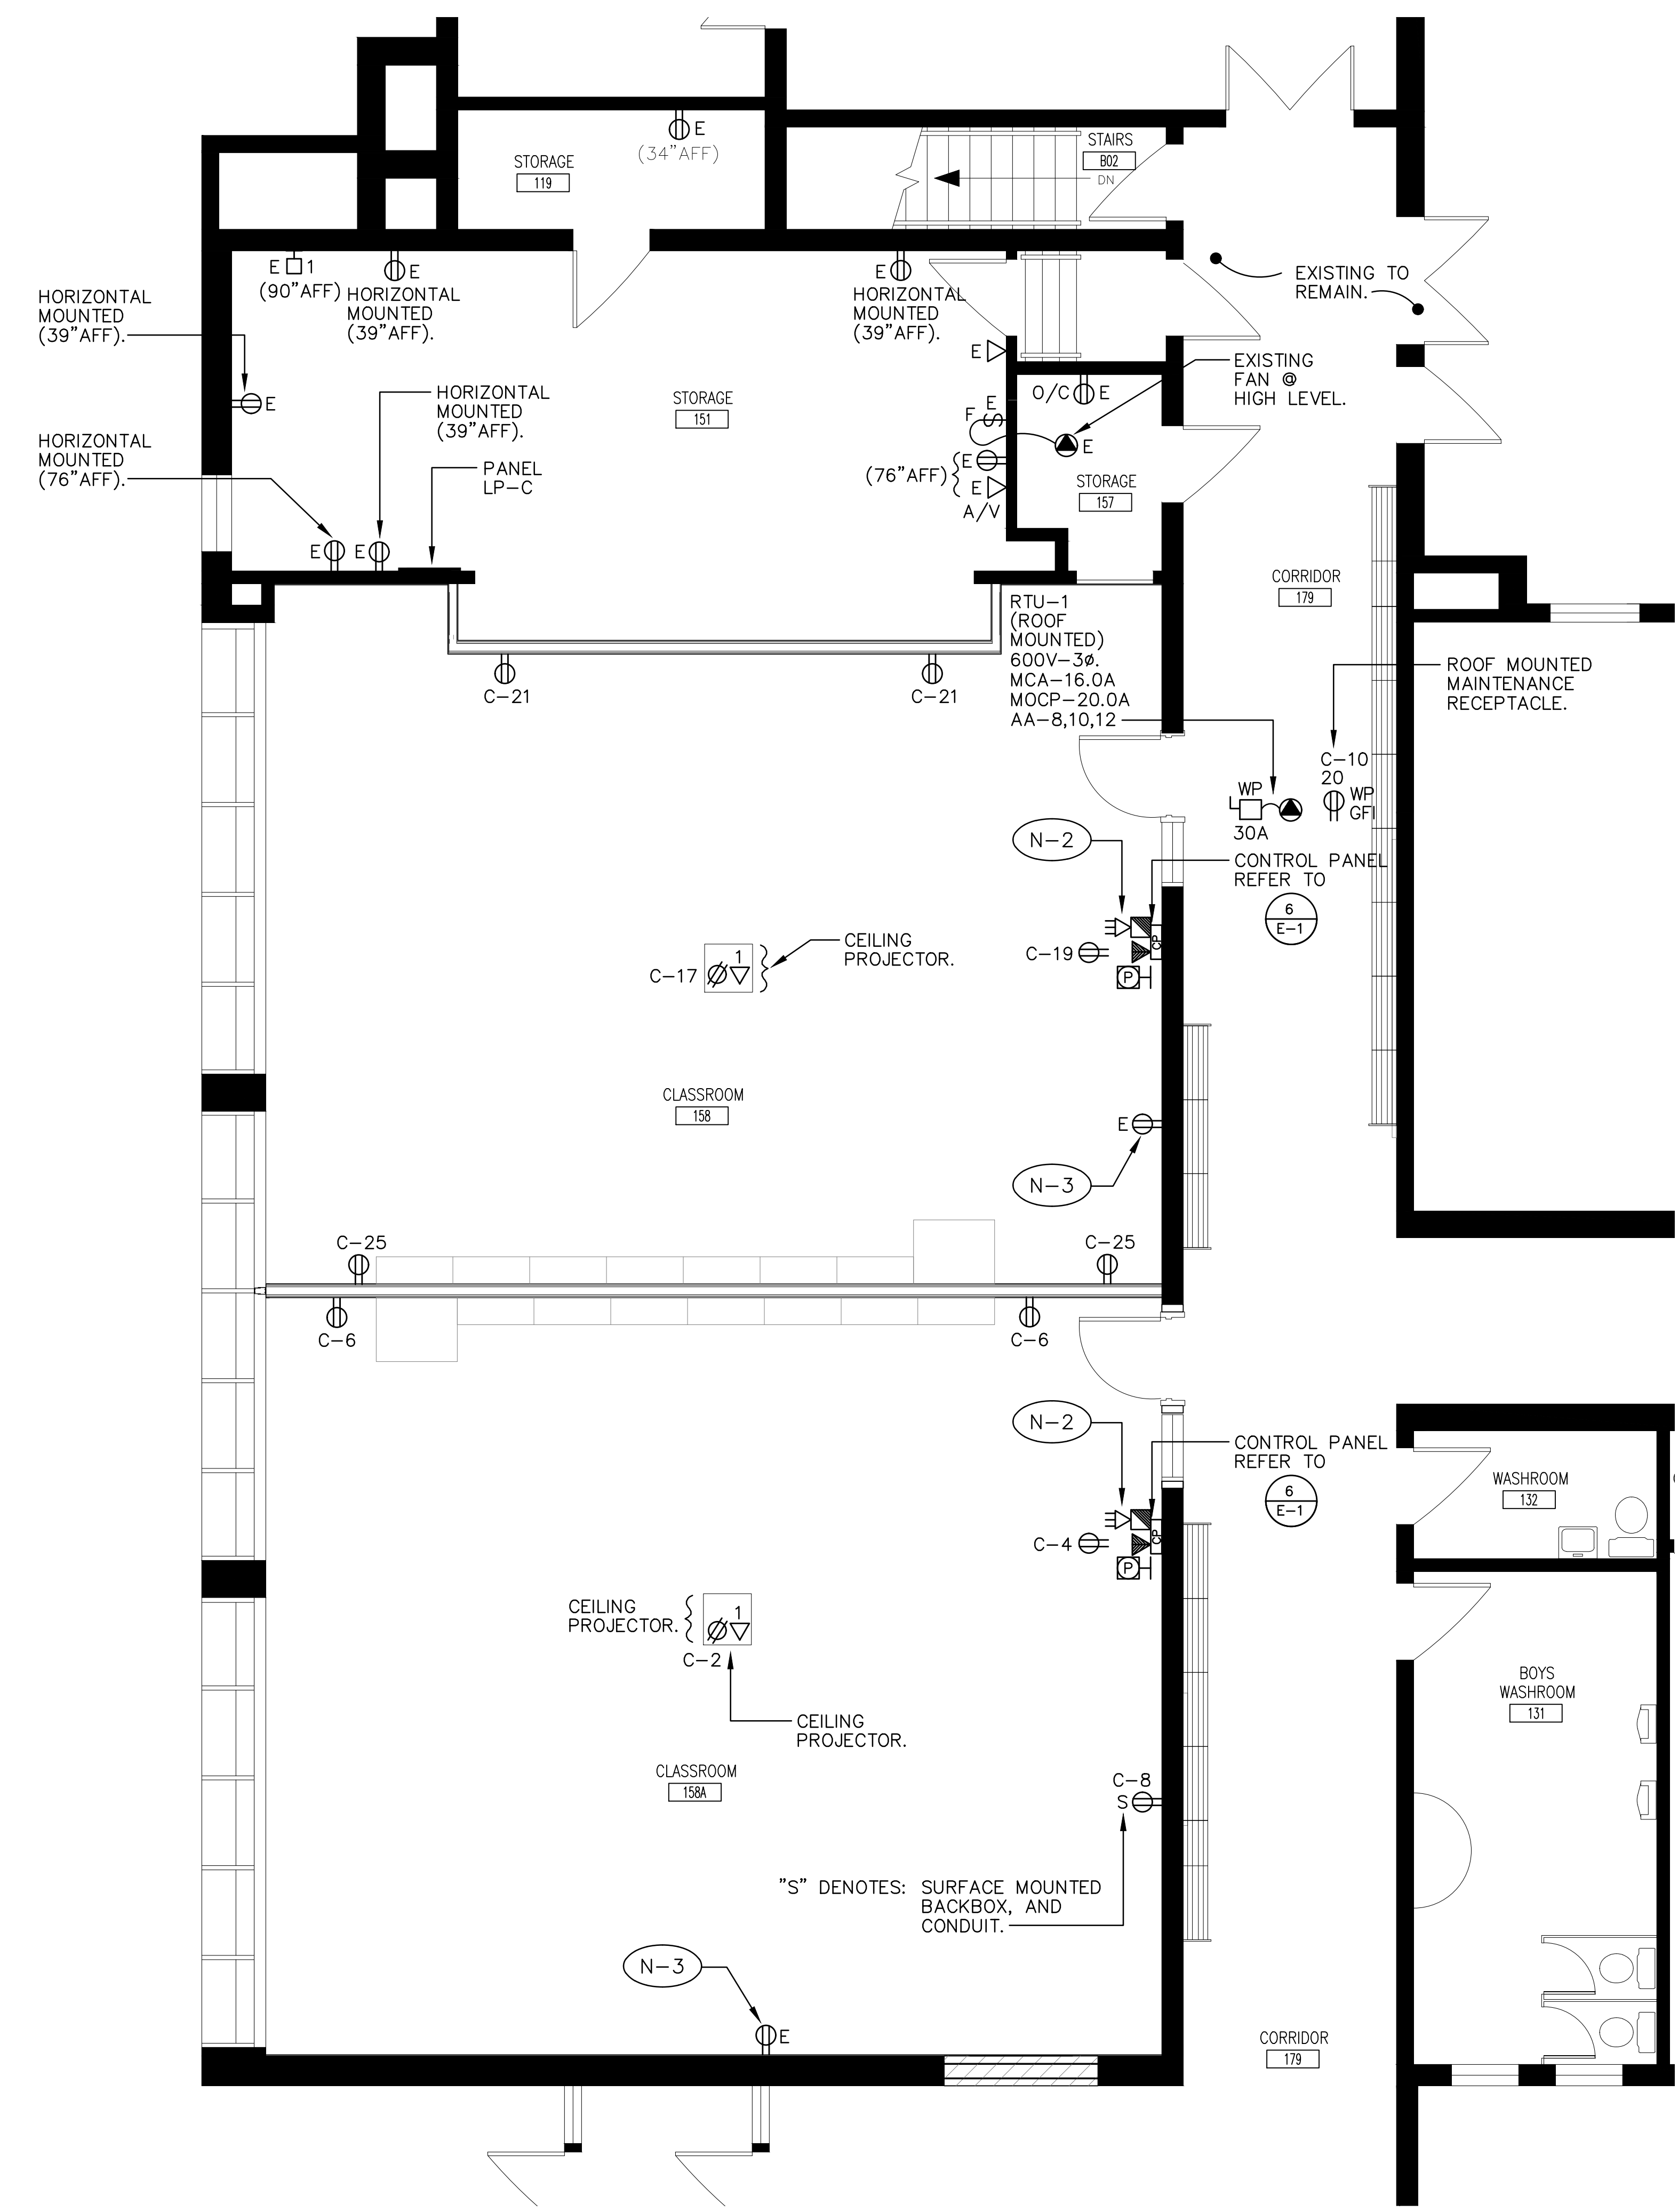 E
(34"AFF)
STORAGE
119
STAIRS
B02
DN
E 1
(90"AFF)
E
HORIZONTAL
MOUNTED
(39"AFF).
E
HORIZONTAL
MOUNTED
(39"AFF).
EXISTING TO
REMAIN.
HORIZONTAL
MOUNTED
(39"AFF).
E
E
EXISTING
FAN @
HIGH LEVEL.
HORIZONTAL
MOUNTED
(39"AFF).
STORAGE
151
O/C E
E
F S
E
HORIZONTAL
MOUNTED
(76"AFF).
PANEL
LP-C
(76"AFF)
E
E
A/V
STORAGE
157
E
E
CORRIDOR
179
RTU-1
(ROOF
MOUNTED)
600V-3ø.
MCA-16.0A
MOCP-20.0A
AA-8,10,12
C-21
C-21
ROOF MOUNTED
MAINTENANCE
RECEPTACLE.
C-10
20
WP
GFI
WP
30A
N-2
CONTROL PANEL
REFER TO
6
E-1
CP
C-19
P
CEILING
PROJECTOR.
C-17
1
CLASSROOM
158
E
N-3
C-25
C-25
C-6
C-6
N-2
CONTROL PANEL
REFER TO
6
E-1
CP
C-4
P
WASHROOM
132
CEILING
PROJECTOR.
1
C-2
CEILING
PROJECTOR.
BOYS
WASHROOM
131
CLASSROOM
158A
C-8
S
"S" DENOTES: SURFACE MOUNTED
BACKBOX, AND
CONDUIT.
N-3
E
CORRIDOR
179